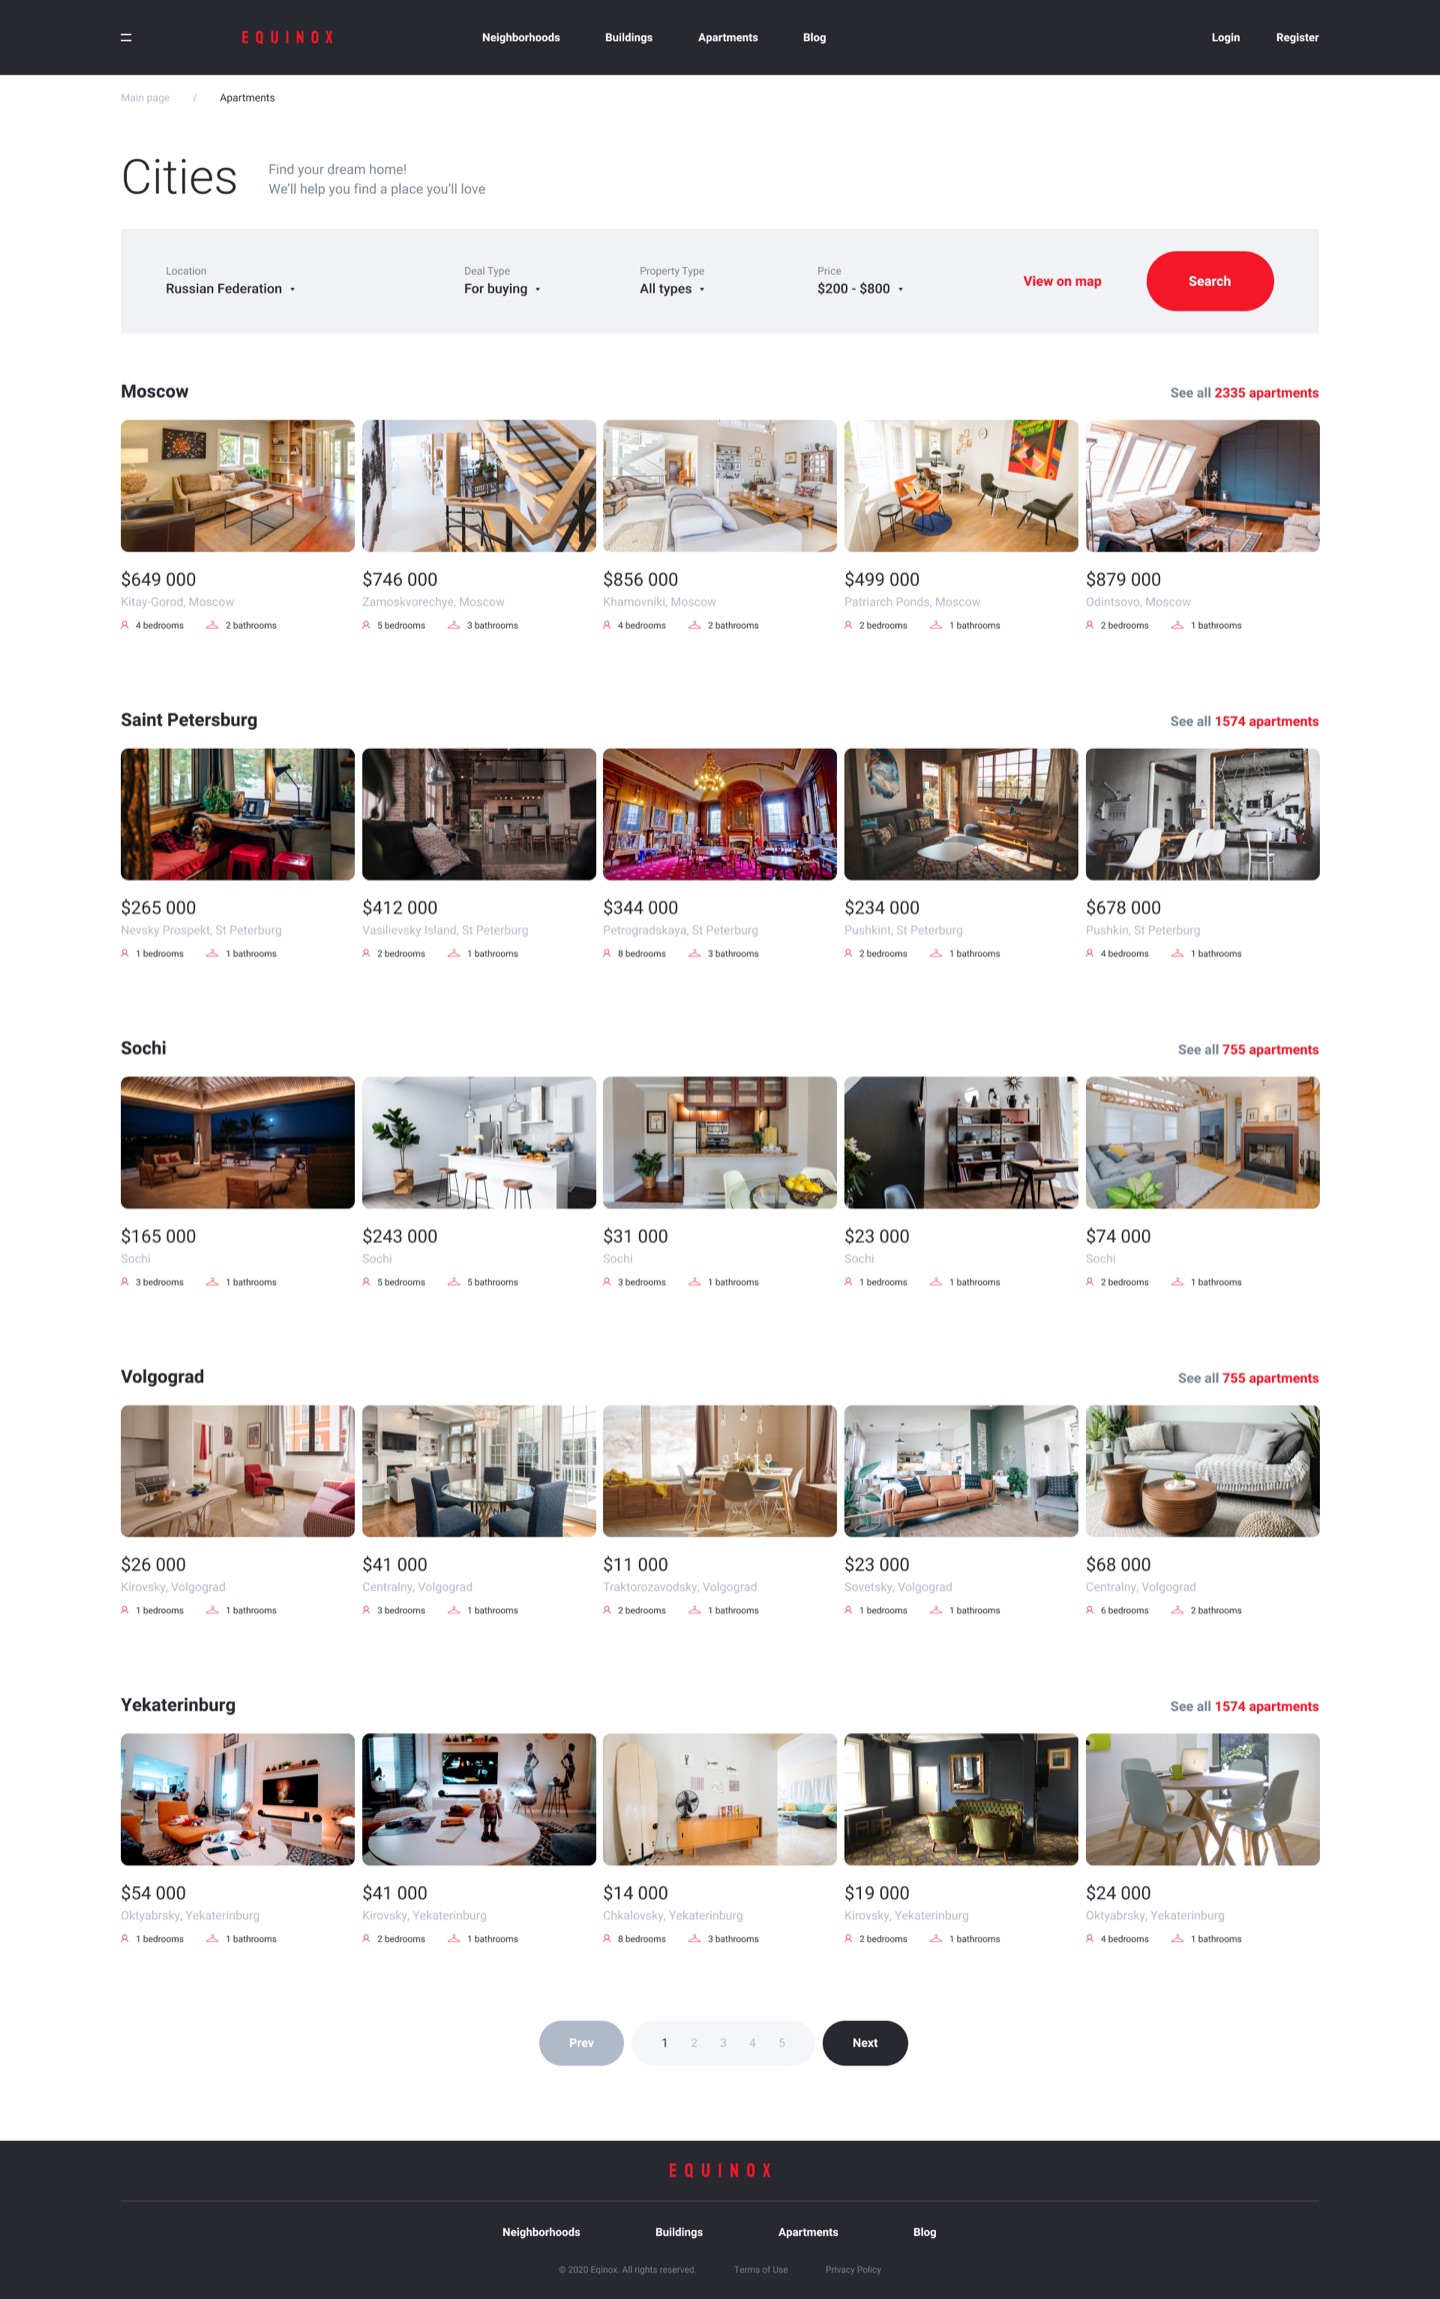 EQUINOX
Neighborhoods Buildings Apartments Blog
Login Register
Main page / Apartments
Cities
Find your dream home!
We'll help you find a place you'll love
Location Deal Type Property Type Price
Russian Federation For buying All types $200 - $800
View on map
Search
Moscow See all 2335 apartments
$649 000 $746 000 $856 000 $499 000 $879 000
Kitay-Gorod, Moscow Zamoskvorechye, Moscow Khamovniki, Moscow Patriarch Ponds, Moscow Odintsovo, Moscow
4 bedrooms 2 bathrooms 5 bedrooms 3 bathrooms 4 bedrooms 2 bathrooms 2 bedrooms 1 bathrooms 2 bedrooms 1 bathrooms
Saint Petersburg See all 1574 apartments
$265 000 $412 000 $344 000 $234 000 $678 000
Nevsky Prospekt, St Peterburg Vasilievsky Island, St Peterburg Petrogradskaya, St Peterburg Pushkint, St Peterburg Pushkin, St Peterburg
1 bedrooms 1 bathrooms 2 bedrooms 1 bathrooms 8 bedrooms 3 bathrooms 2 bedrooms 1 bathrooms 4 bedrooms 1 bathrooms
Sochi See all 755 apartments
$165 000 $243 000 $31 000 $23 000 $74 000
Sochi Sochi Sochi Sochi Sochi
3 bedrooms 1 bathrooms 5 bedrooms 5 bathrooms 3 bedrooms 1 bathrooms 1 bedrooms 1 bathrooms 2 bedrooms 1 bathrooms
Volgograd See all 755 apartments
$26 000 $41 000 $11 000 $23 000 $68 000
Kirovsky, Volgograd Centralny, Volgograd Traktorozavodsky, Volgograd Sovetsky, Volgograd Centralny, Volgograd
1 bedrooms 1 bathrooms 3 bedrooms 1 bathrooms 2 bedrooms 1 bathrooms 1 bedrooms 1 bathrooms 6 bedrooms 2 bathrooms
Yekaterinburg See all 1574 apartments
$54 000 $41 000 $14 000 $19 000 $24 000
Oktyabrsky, Yekaterinburg Kirovsky, Yekaterinburg Chkalovsky, Yekaterinburg Kirovsky, Yekaterinburg Oktyabrsky, Yekaterinburg
1 bedrooms 1 bathrooms 2 bedrooms 1 bathrooms 8 bedrooms 3 bathrooms 2 bedrooms 1 bathrooms 4 bedrooms 1 bathrooms
Prev 1 2 3 4 5 Next
EQUINOX
Neighborhoods Buildings Apartments Blog
© 2020 Eqinox. All rights reserved. Terms of Use Privacy Policy